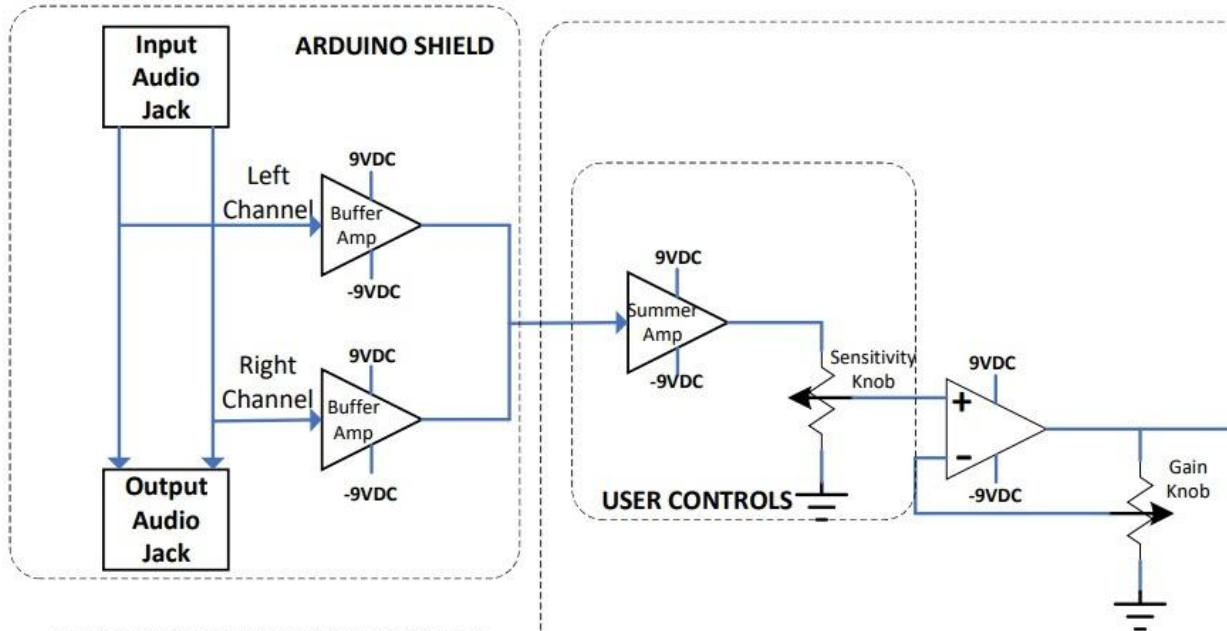 Input
Audio
Jack
ARDUINO SHIELD
9VDC
Left
Channel
Buffer
Amp
-9VDC
9VDC
Right
Channel
Buffer
Amp
-9VDC
Output
Audio
Jack
9VDC
Summer
Amp
-9VDC
Sensitivity
Knob
USER CONTROLS
9VDC
+
-
-9VDC
Gain
Knob